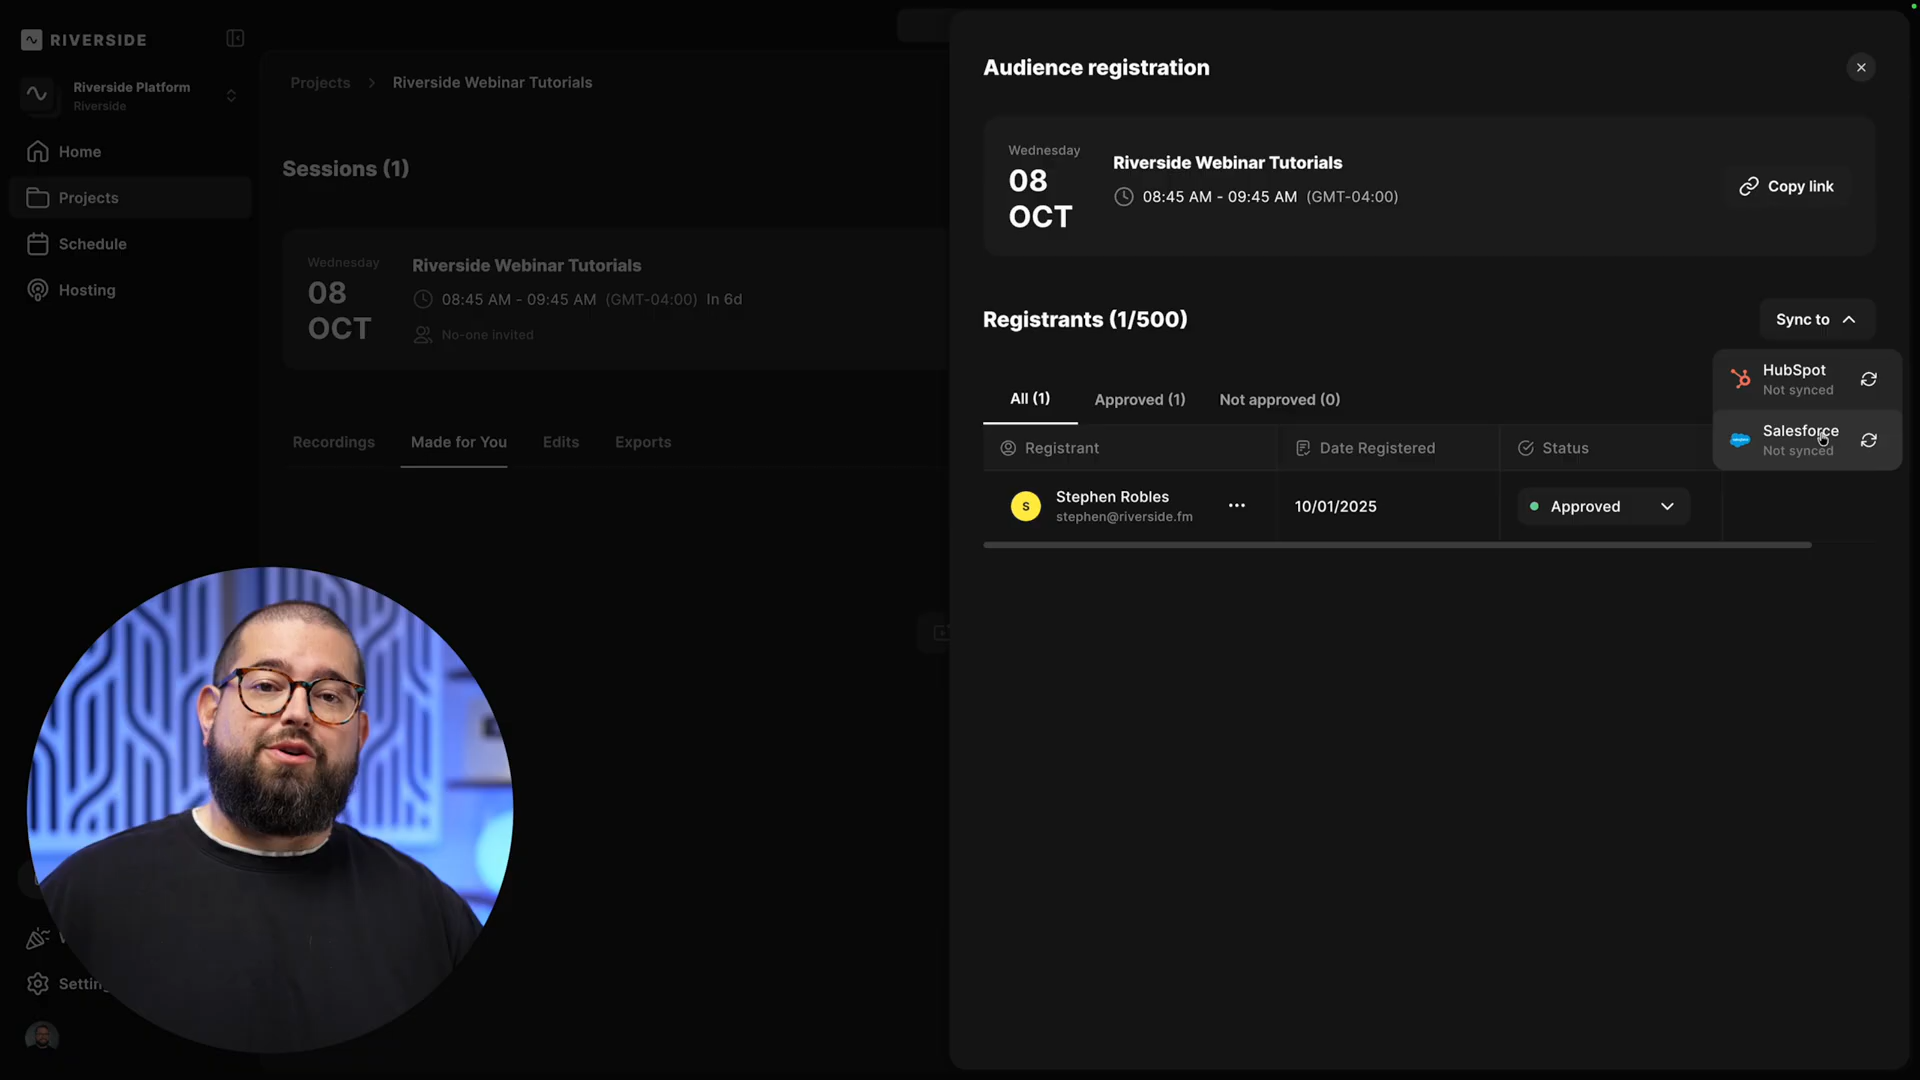 RIVERSIDE
Riverside Platform
Riverside
Home
Projects
Schedule
Hosting
Settin
Projects > Riverside Webinar Tutorials
Sessions (1)
Wednesday
08
OCT
Riverside Webinar Tutorials
08:45 AM - 09:45 AM (GMT-04:00) In 6d
No-one invited
Recordings Made for You Edits Exports
Audience registration
Wednesday
08
OCT
Riverside Webinar Tutorials
08:45 AM - 09:45 AM (GMT-04:00)
Copy link
Registrants (1/500)
Sync to
HubSpot
Not synced
Salesforce
Not synced
All (1) Approved (1) Not approved (0)
Registrant Date Registered Status
S
Stephen Robles
stephen@riverside.fm
10/01/2025
Approved